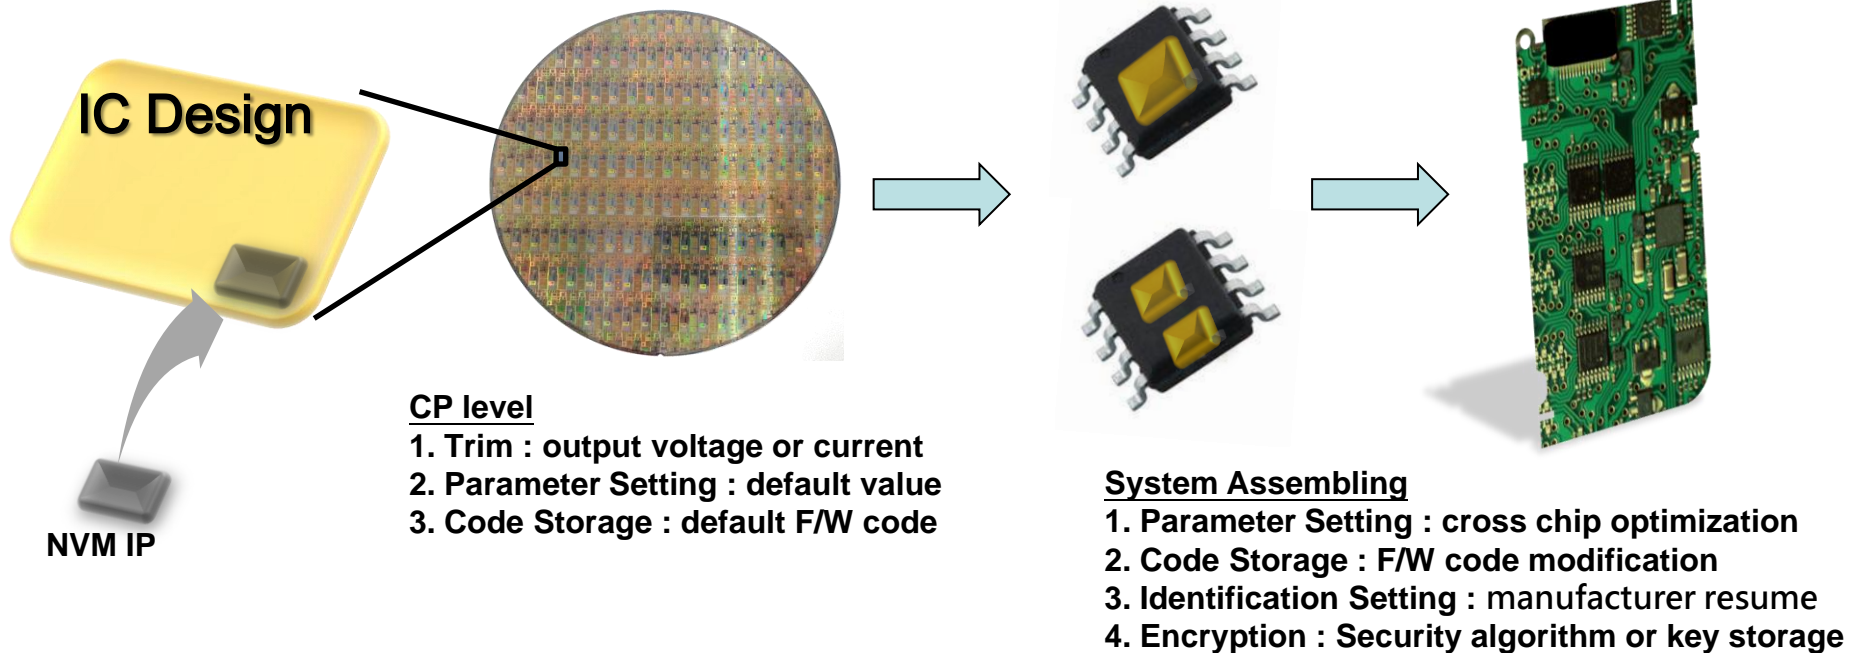 IC Design
NVM IP
CP level
1. Trim : output voltage or current
2. Parameter Setting : default value
3. Code Storage : default F/W code
System Assembling
1. Parameter Setting : cross chip optimization
2. Code Storage : F/W code modification
3. Identification Setting : manufacturer resume
4. Encryption : Security algorithm or key storage